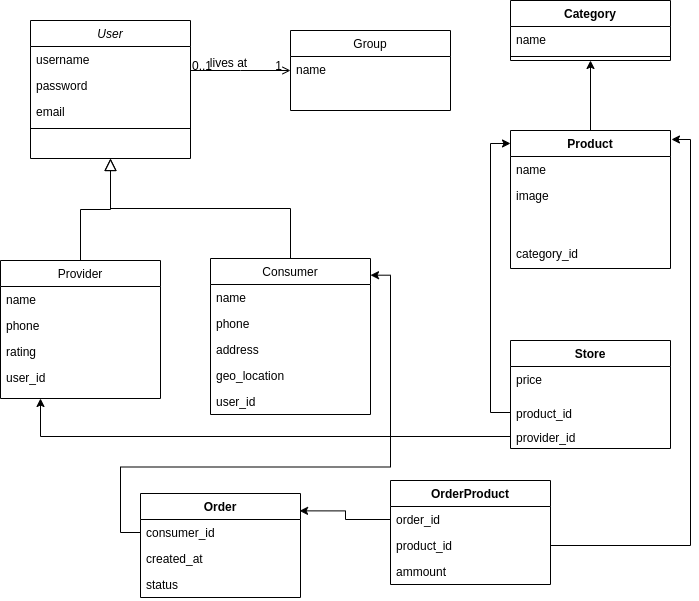 User
username
password
email
0..1
lives at
1
Group
name
Category
name
Product
name
image
category_id
Provider
name
phone
rating
user_id
Consumer
name
phone
address
geo_location
user_id
Store
price
product_id
provider_id
Order
consumer_id
created_at
status
OrderProduct
order_id
product_id
ammount